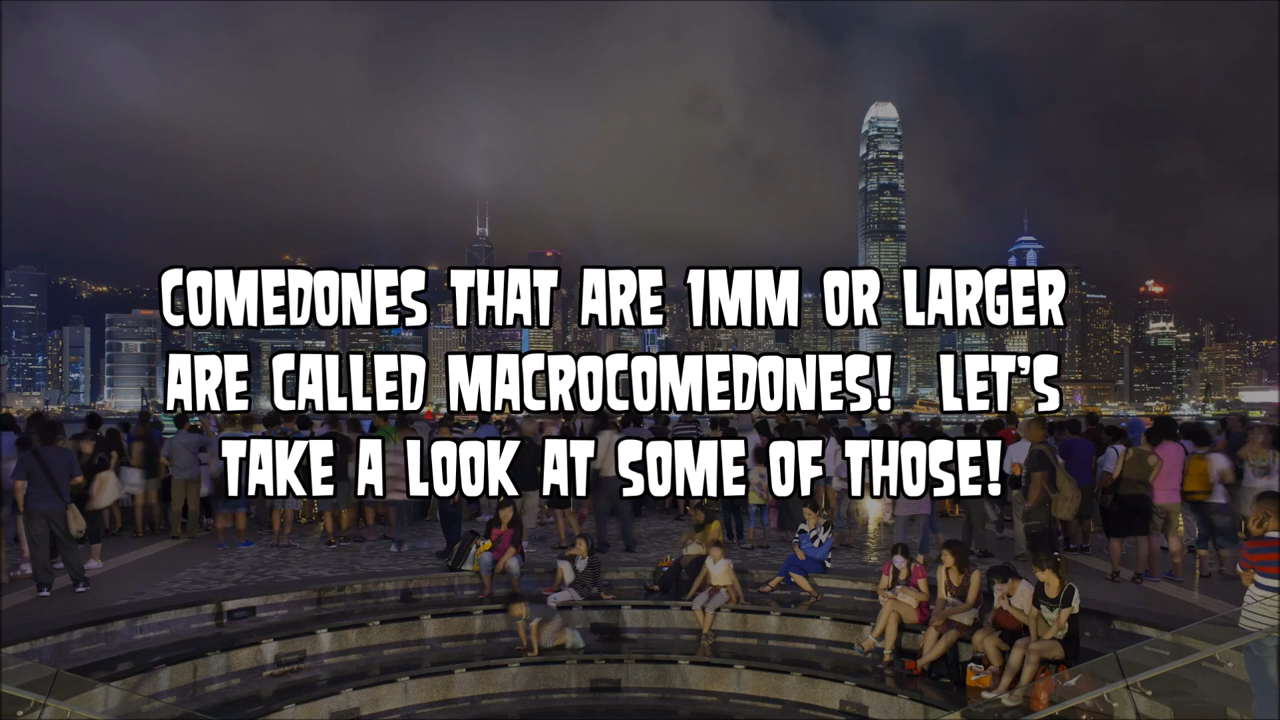 COMEDONES THAT ARE 1MM OR LARGER
ARE CALLED MACROCOMEDONES!  LET'S
TAKE A LOOK AT SOME OF THOSE!